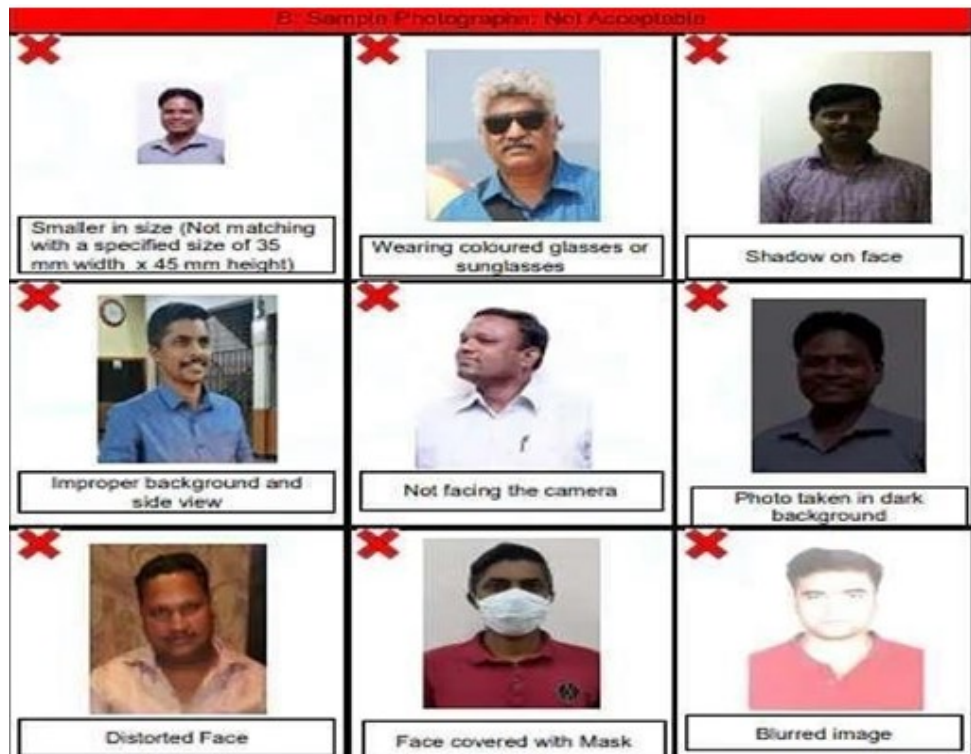 B: Sample Photographs: Not Acceptable
Smaller in size (Not matching
with a specified size of 35
mm width x 45 mm height)
Wearing coloured glasses or
sunglasses
Shadow on face
Improper background and
side view
Not facing the camera
Photo taken in dark
background
Distorted Face
Face covered with Mask
Blurred image